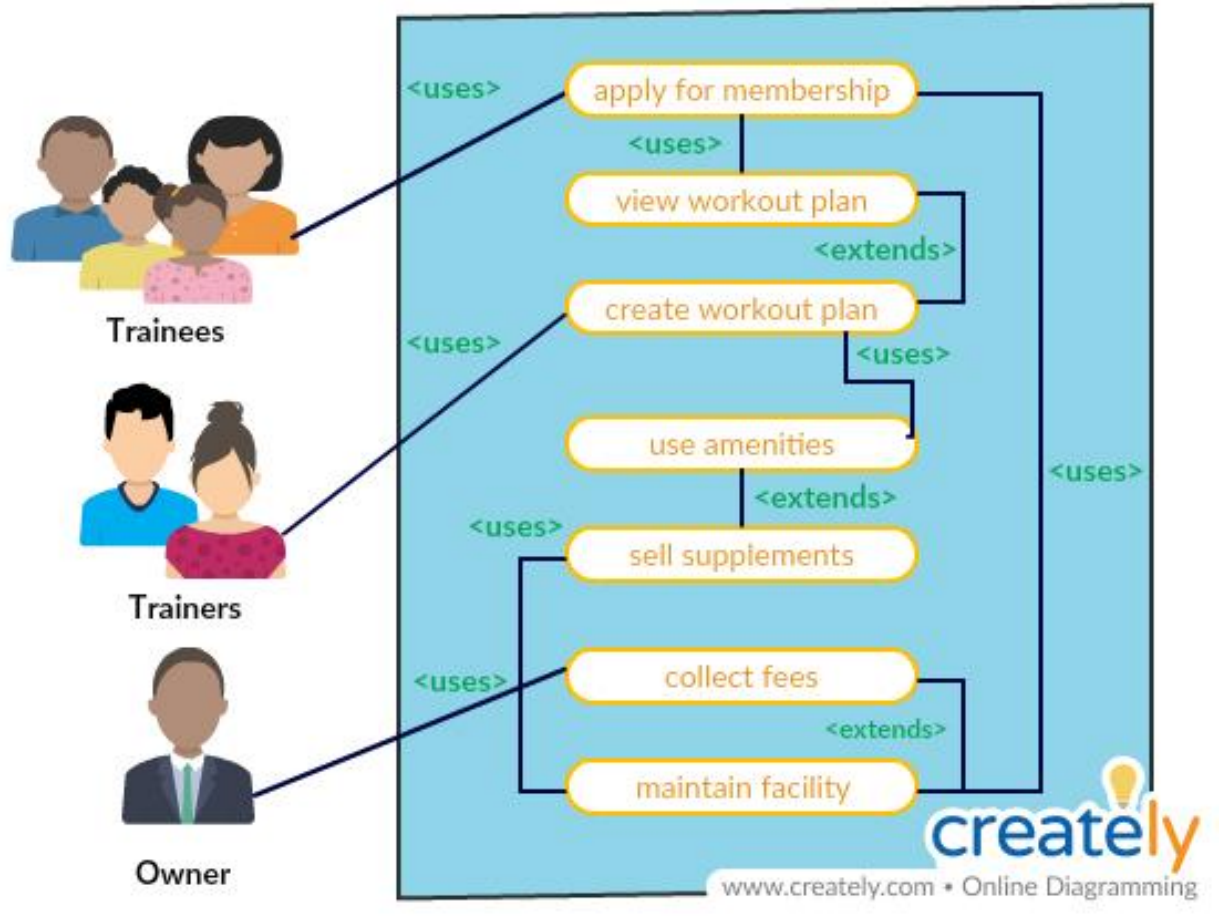 <uses>
apply for membership
<uses>
view workout plan
<extends>
Trainees
create workout plan
<uses>
<uses>
use amenities
<uses>
<extends>
<uses>
sell supplements
Trainers
collect fees
<uses>
<extends>
maintain facility
Owner
creately
www.creately.com • Online Diagramming